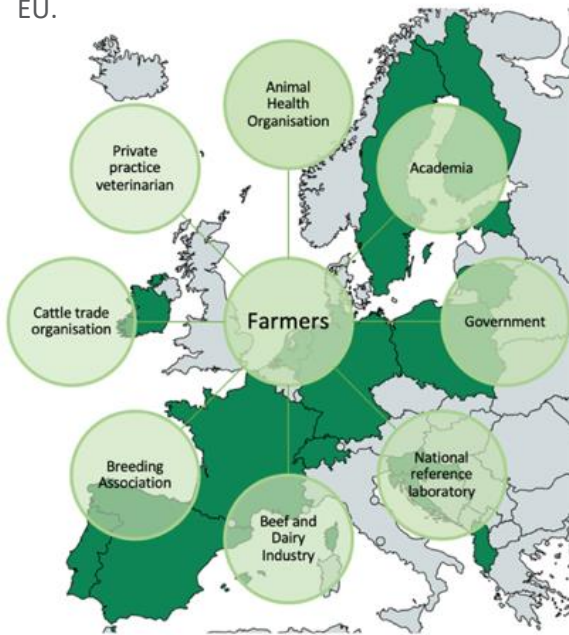 EU.
Animal
Health
Organisation
Private
practice
veterinarian
Academia
Cattle trade
organisation
Farmers
Government
Breeding
Association
National
reference
laboratory
Beef and
Dairy
Industry